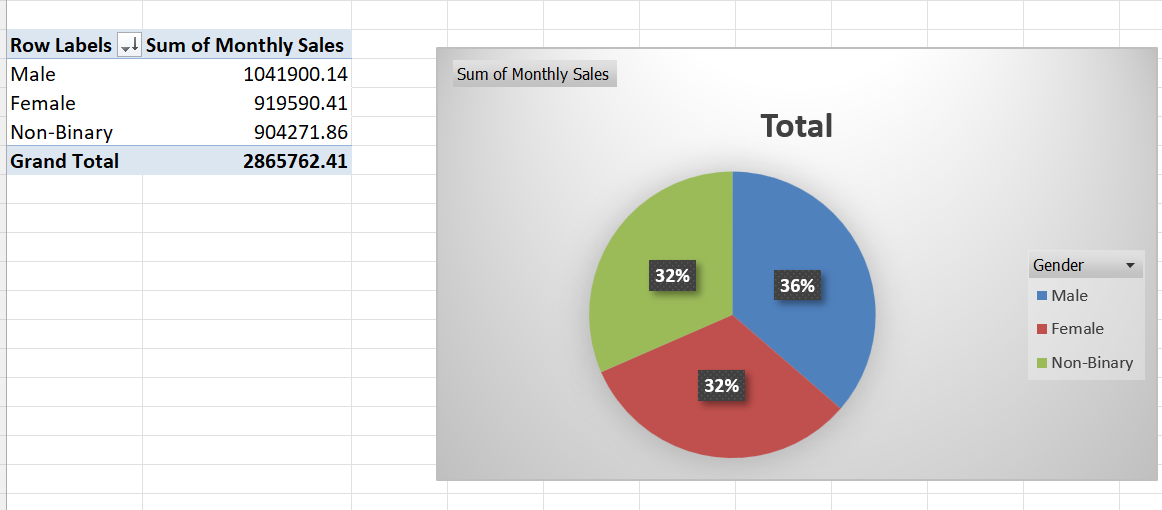 Row Labels Sum of Monthly Sales
Male 1041900.14
Female 919590.41
Non-Binary 904271.86
Grand Total 2865762.41
Sum of Monthly Sales
Total
32%
36%
32%
Gender
Male
Female
Non-Binary